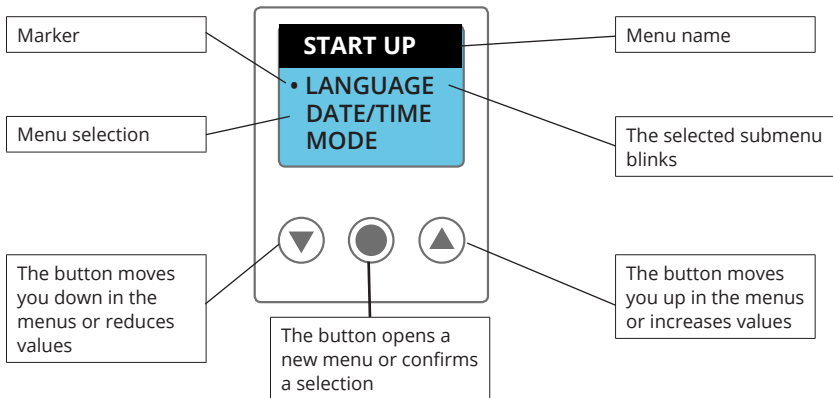 Marker
START UP
Menu name
• LANGUAGE
DATE/TIME
MODE
Menu selection
The selected submenu
blinks
The button moves
you down in the
menus or reduces
values
The button opens a
new menu or confirms
a selection
The button moves
you up in the menus
or increases values